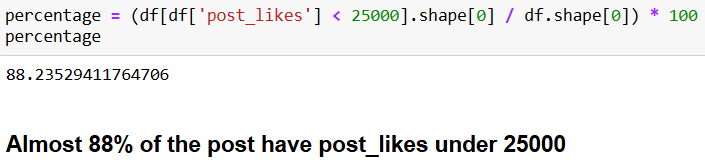 percentage = (df[df['post_likes'] < 25000].shape[0] / df.shape[0]) * 100
percentage
88.23529411764706
Almost 88% of the post have post_likes under 25000